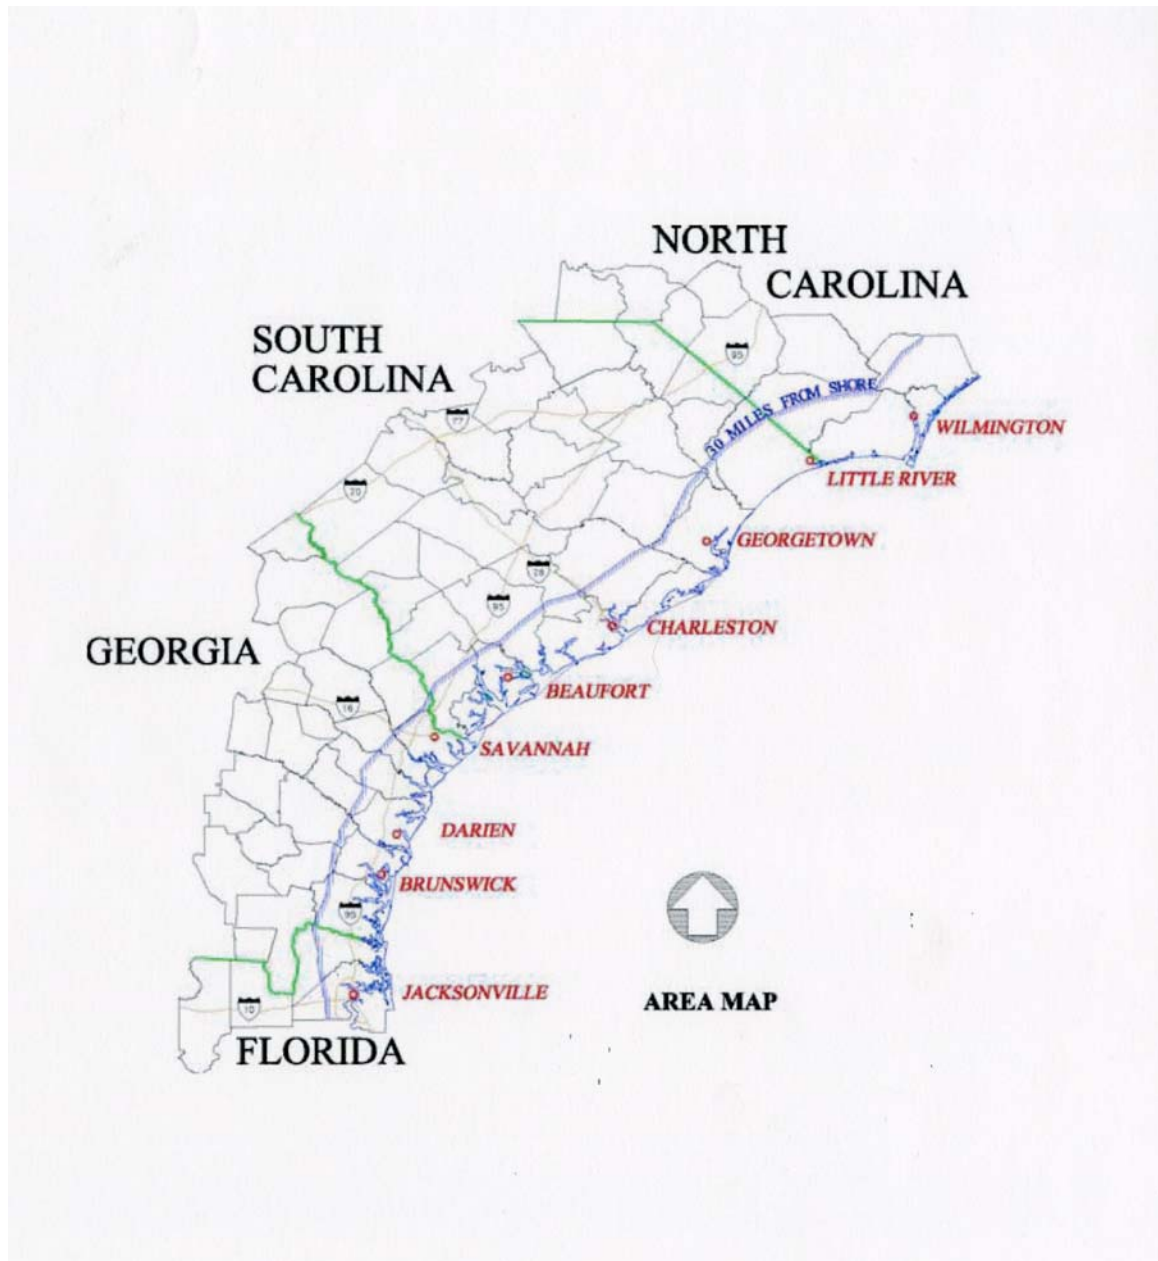 NORTH
CAROLINA
SOUTH
CAROLINA
95
77
30 MILES FROM SHORE
WILMINGTON
LITTLE RIVER
20
GEORGETOWN
95
CHARLESTON
GEORGIA
BEAUFORT
16
SAVANNAH
DARIEN
BRUNSWICK
95
JACKSONVILLE
AREA MAP
10
FLORIDA